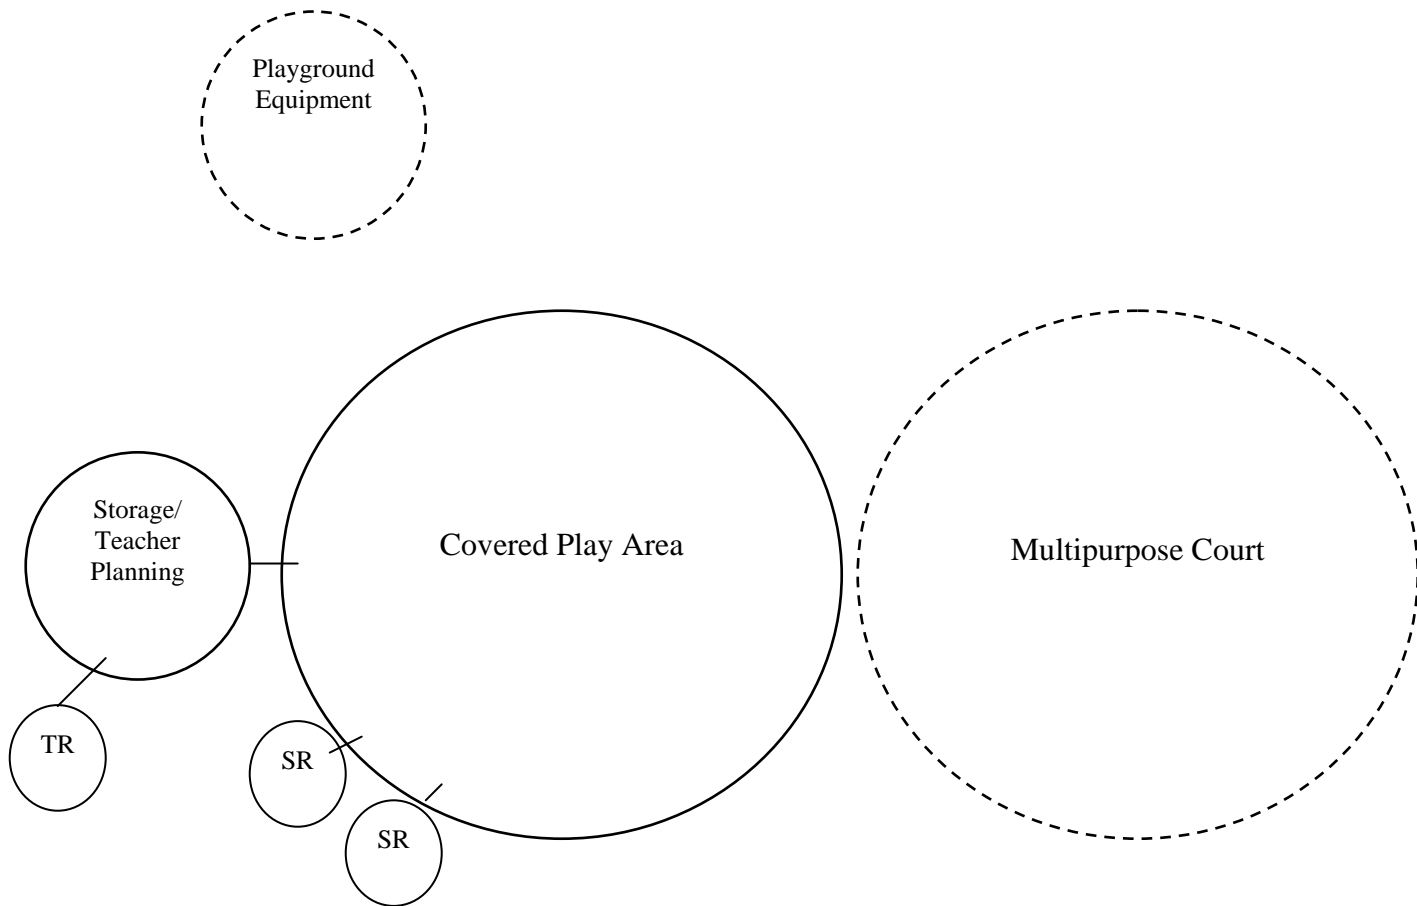 Playground
Equipment
Storage/
Teacher
Planning
Covered Play Area
Multipurpose Court
TR
SR
SR